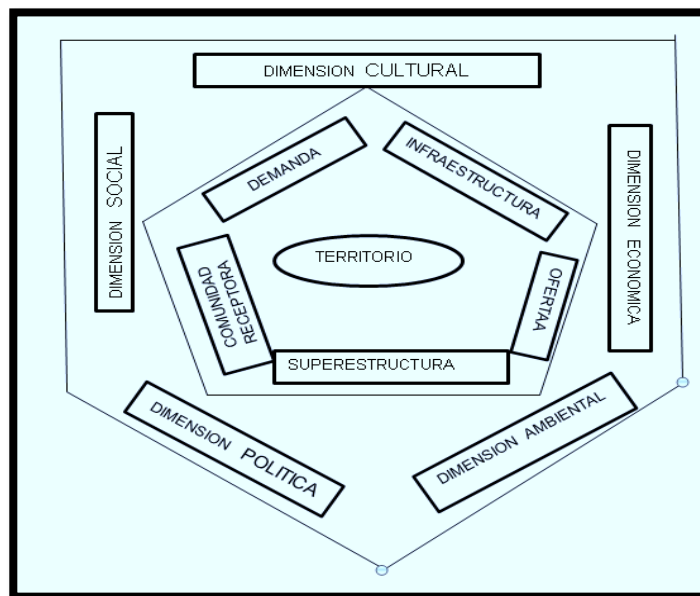 DIMENSION CULTURAL
DIMENSION SOCIAL
DEMANDA
INFRAESTRUCTURA
DIMENSION ECONOMICA
TERRITORIO
COMUNIDAD
RECEPTORA
OFERTAA
SUPERESTRUCTURA
DIMENSION POLITICA
DIMENSION AMBIENTAL